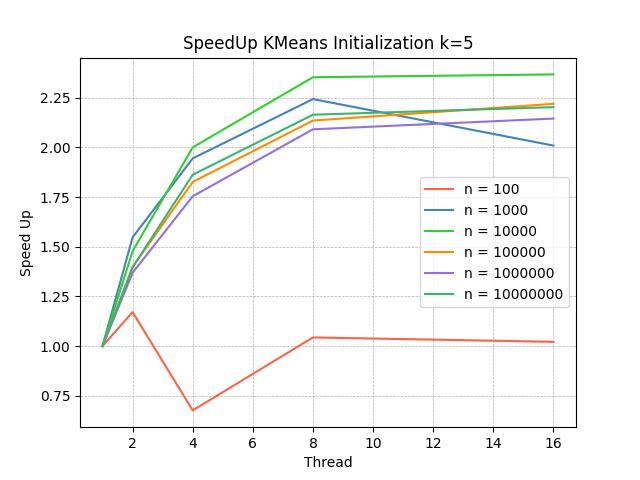 SpeedUp KMeans Initialization k=5
Speed Up
2.25
2.00
1.75
1.50
1.25
1.00
0.75
n = 100
n = 1000
n = 10000
n = 100000
n = 1000000
n = 10000000
2 4 6 8 10 12 14 16
Thread